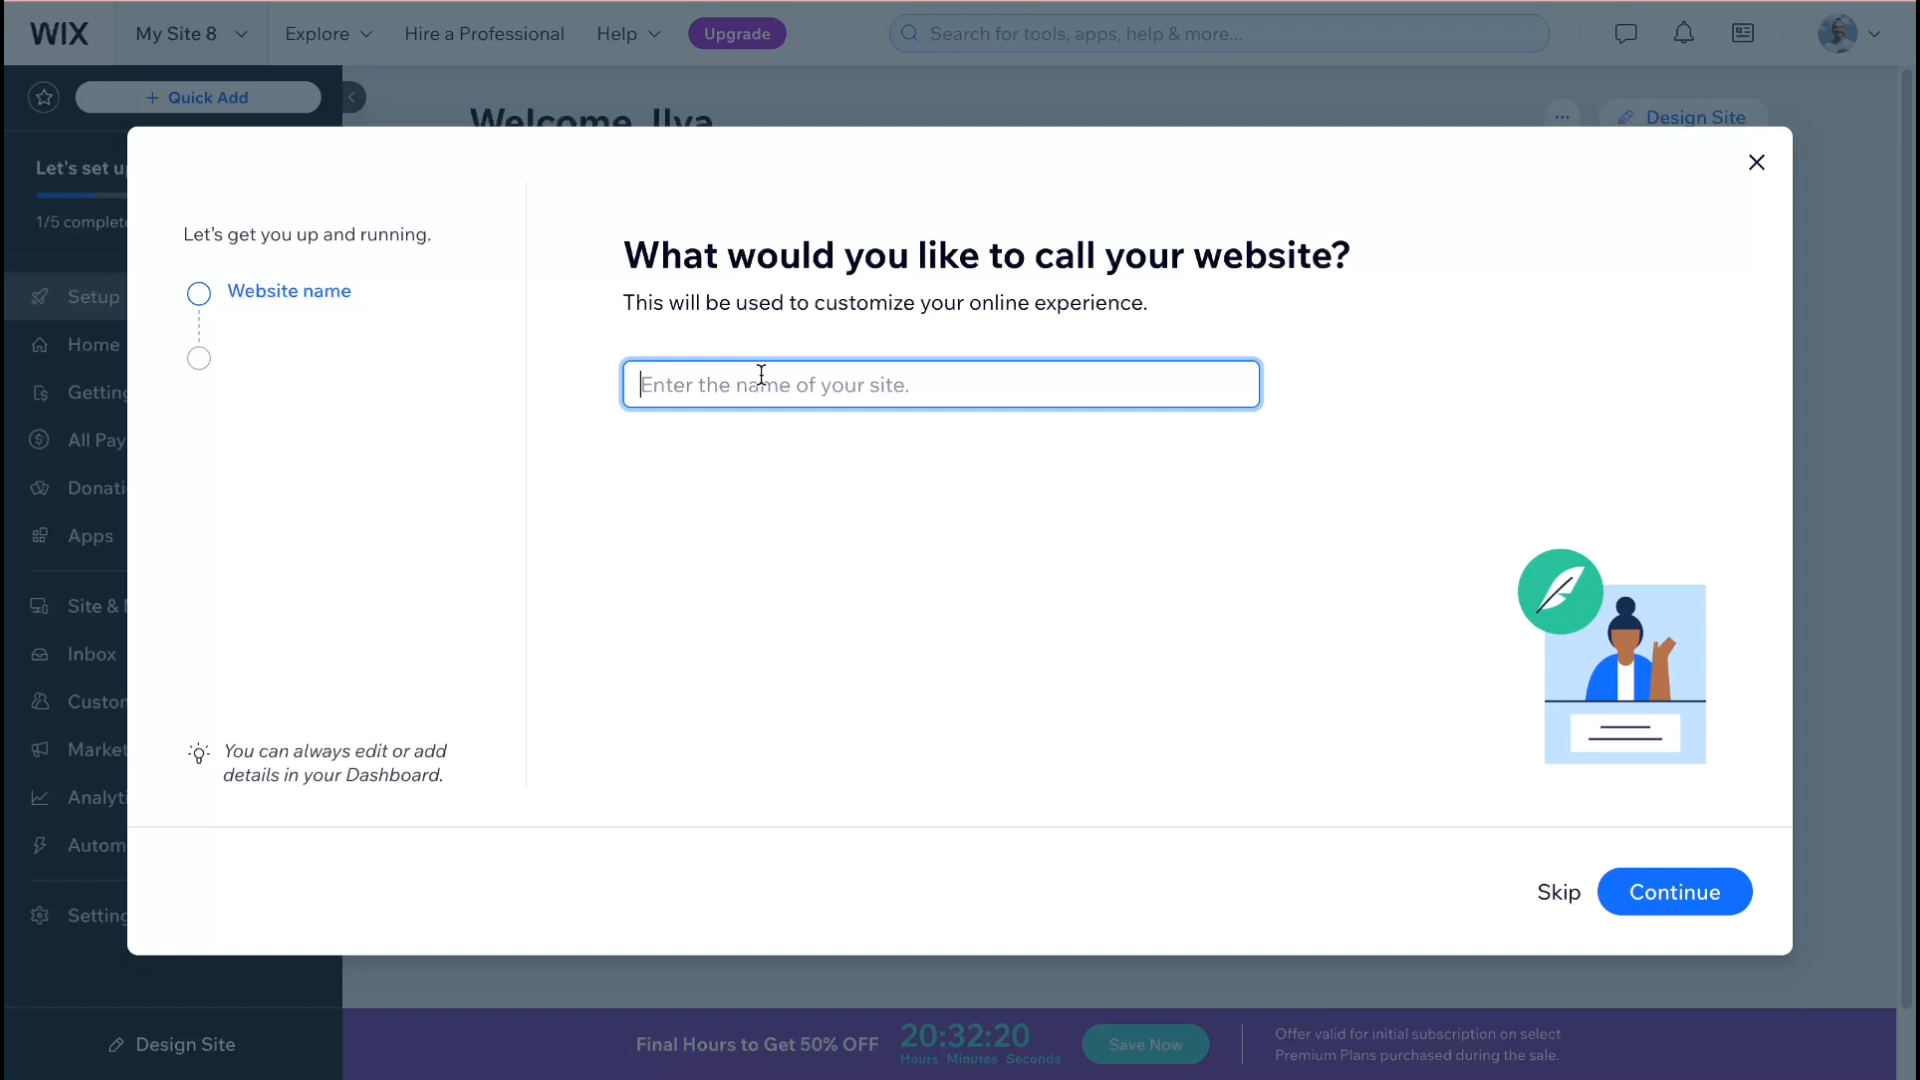 WIX
My Site 8
Explore
Hire a Professional
Help
Upgrade
Search for tools, apps, help & more...
+ Quick Add
Welcome, Ilya
Design Site
Let's set up
1/5 complete
Setup
Home
Getting
All Pay
Donati
Apps
Site &
Inbox
Custom
Market
Analyti
Autom
Setting
Design Site
Let's get you up and running.
Website name
You can always edit or add
details in your Dashboard.
What would you like to call your website?
This will be used to customize your online experience.
Enter the name of your site.
Skip
Continue
Final Hours to Get 50% OFF
20:32:20
Hours Minutes Seconds
Save Now
Offer valid for initial subscription on select
Premium Plans purchased during the sale.